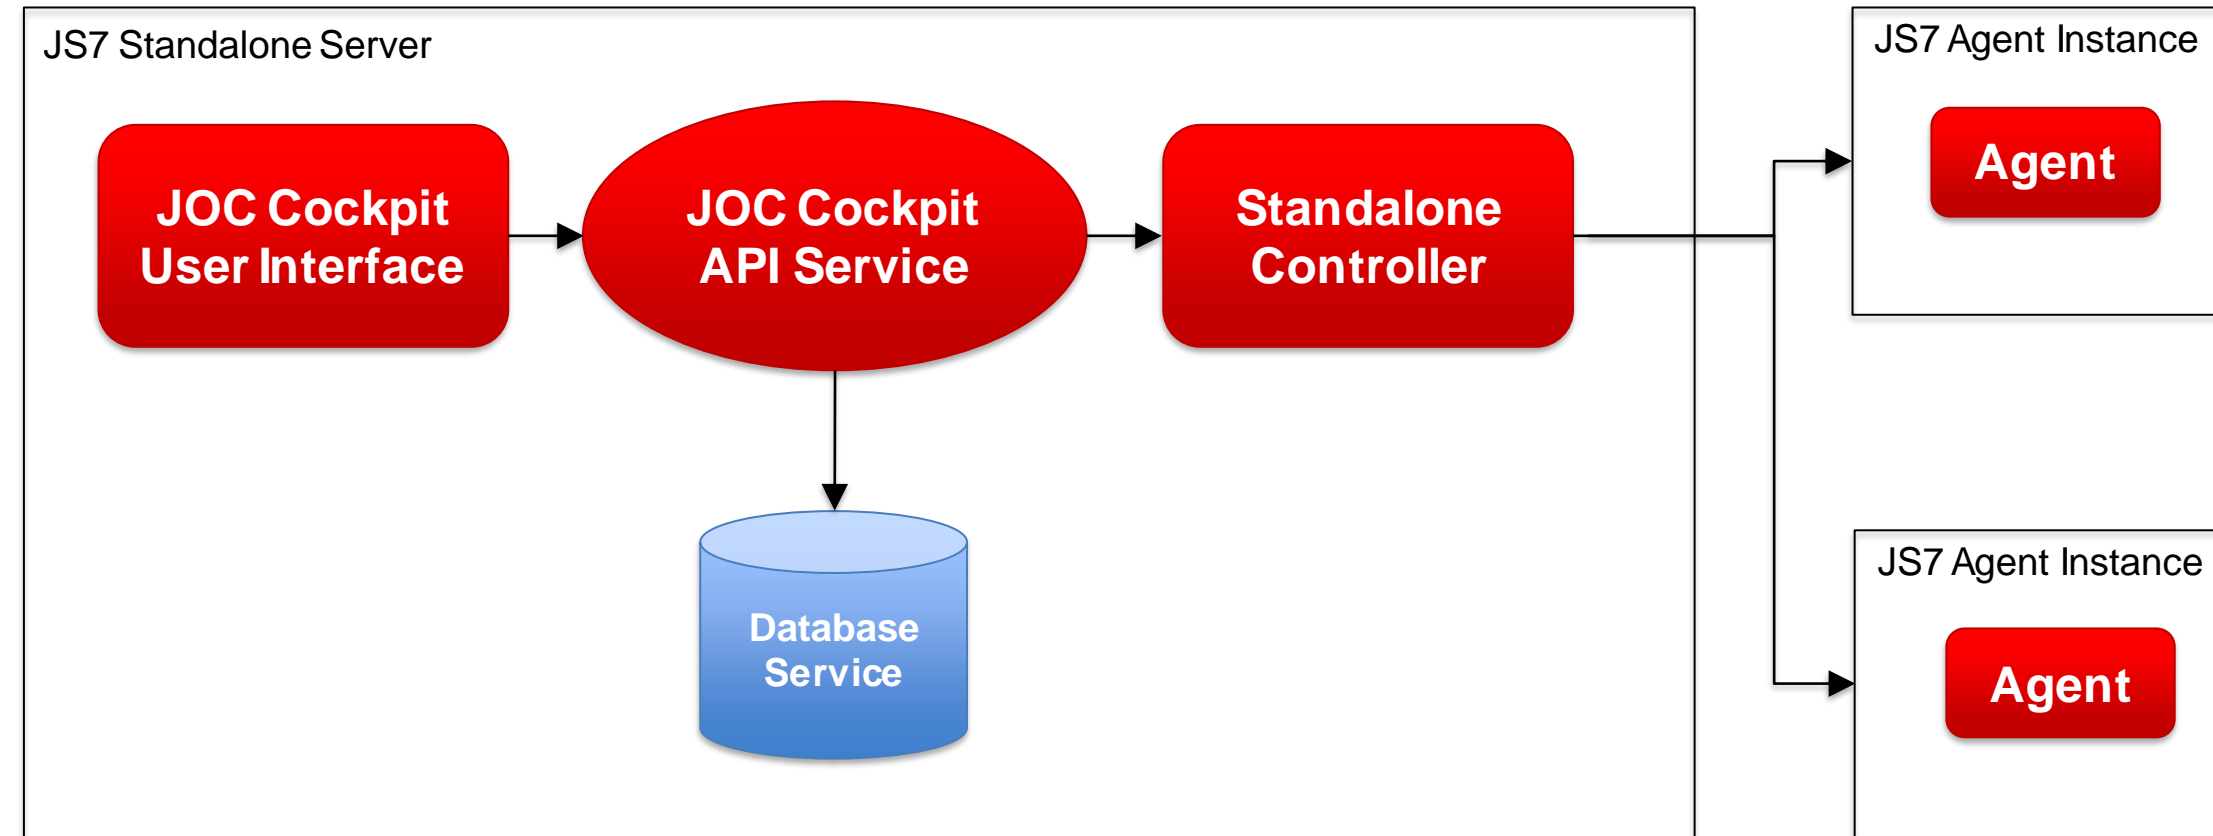 JS7 Standalone Server
JOC Cockpit
User Interface
JOC Cockpit
API Service
Standalone
Controller
Database
Service
JS7 Agent Instance
Agent
JS7 Agent Instance
Agent